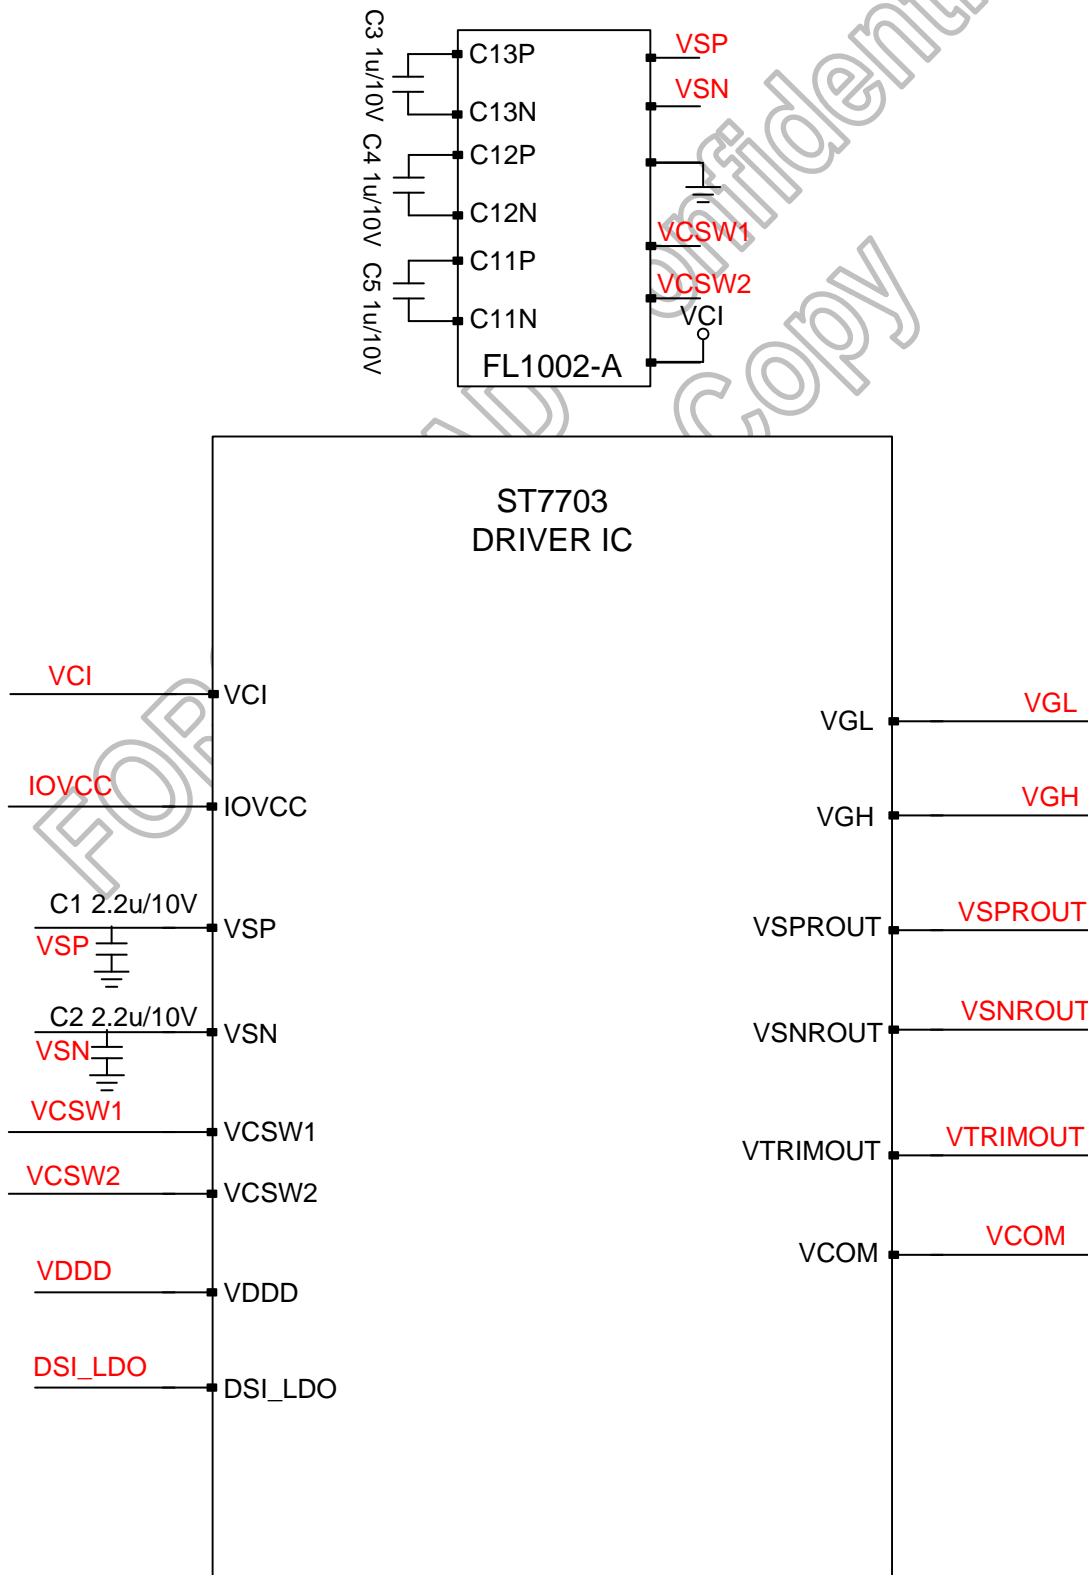 C3 1u/10V
C4 1u/10V
C5 1u/10V
C13P
C13N
C12P
C12N
C11P
C11N
FL1002-A
VSP
VSN
VCSW1
VCSW2
VCI
ST7703
DRIVER IC
VCI
VCI
IOVCC
IOVCC
C1 2.2u/10V
VSP
VSP
C2 2.2u/10V
VSN
VSN
VCSW1
VCSW1
VCSW2
VCSW2
VDDD
VDDD
DSI_LDO
DSI_LDO
VGL
VGL
VGH
VGH
VSPROUT
VSPROUT
VSNROUT
VSNROUT
VTRIMOUT
VTRIMOUT
VCOM
VCOM
FOR
AD
Copy